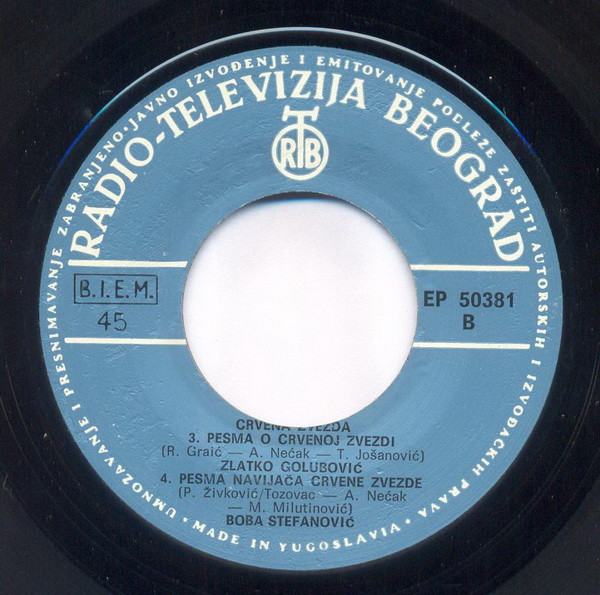 UMNOŽAVANJE I PRESNIMAVANJE ZABRANJENO • JAVNO IZVOĐENJE I EMITOVANJE PODLEŽE ZAŠTITI AUTORSKIH I IZVOĐAČKIH PRAVA •
RADIO-TELEVIZIJA BEOGRAD
RTB
B.I.E.M.
45
EP 50381
B
CRVENA ZVEZDA
3. PESMA O CRVENOJ ZVEZDI
(R. Graić — A. Nećak — T. Jošanović)
ZLATKO GOLUBOVIĆ
4. PESMA NAVIJAČA CRVENE ZVEZDE
(P. Živković/Tozovac — A. Nećak
— M. Milutinović)
BOBA STEFANOVIĆ
MADE IN YUGOSLAVIA •